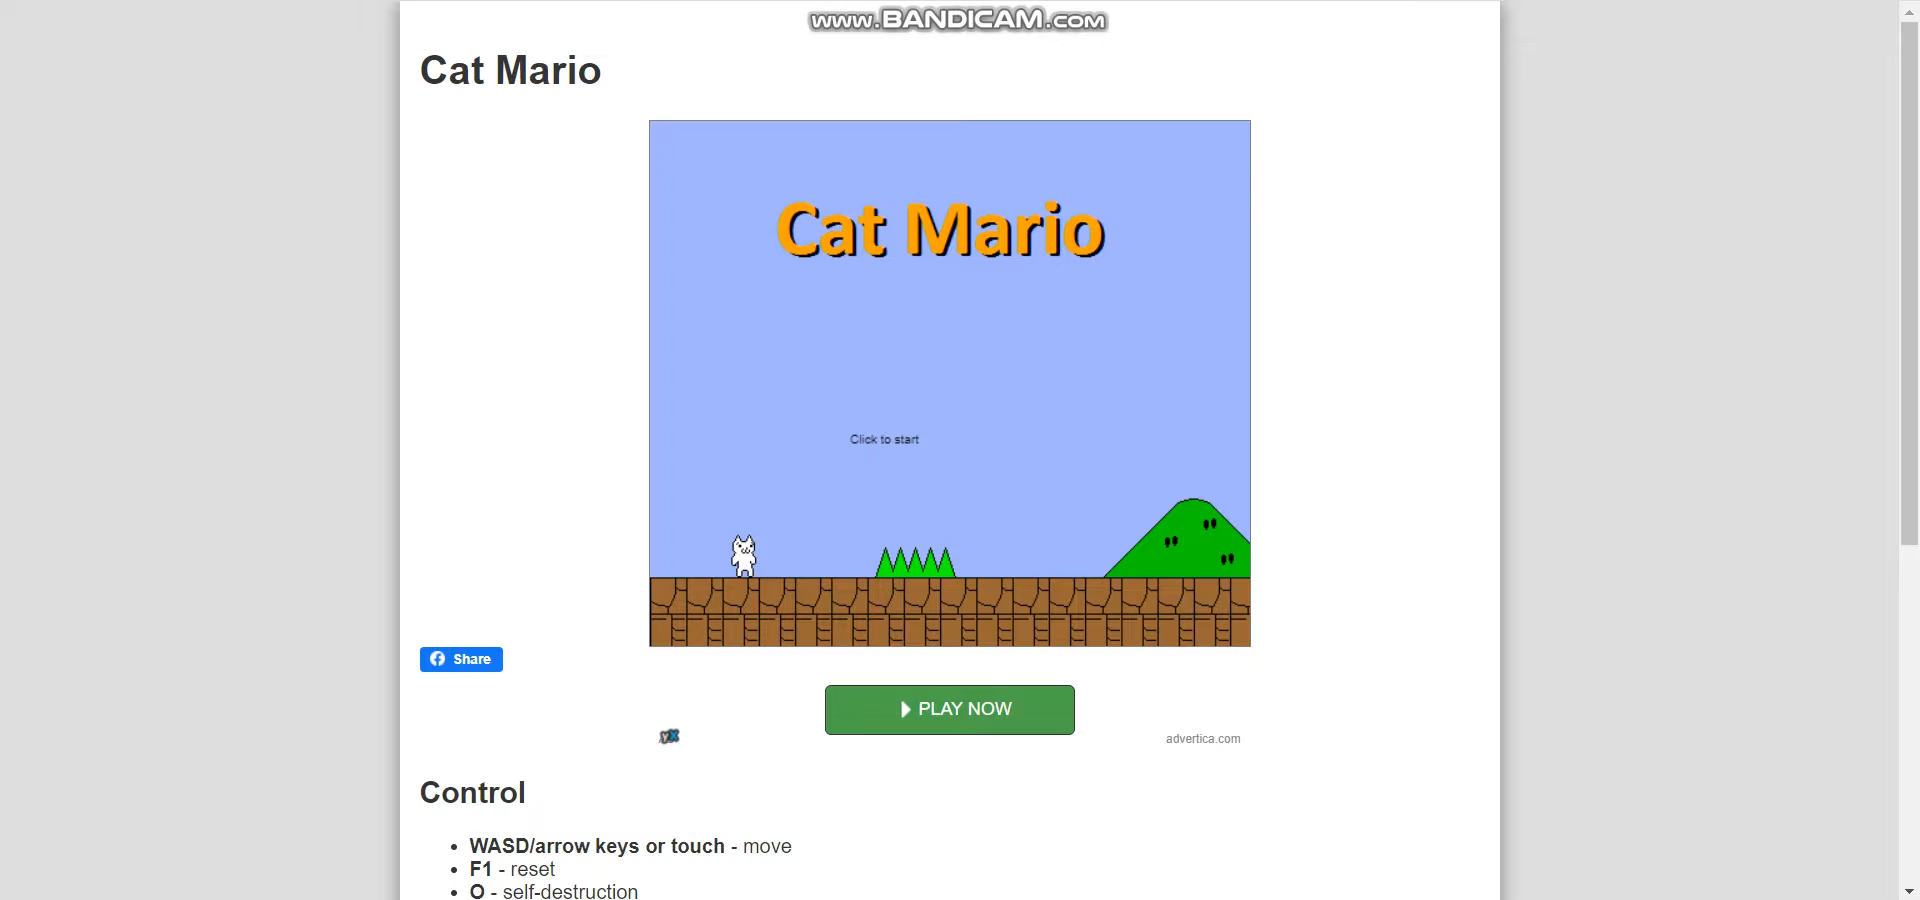 www.BANDICAM.com
Cat Mario
Cat Mario
Click to start
Share
PLAY NOW
yx
advertica.com
Control
WASD/arrow keys or touch - move
F1 - reset
O - self-destruction